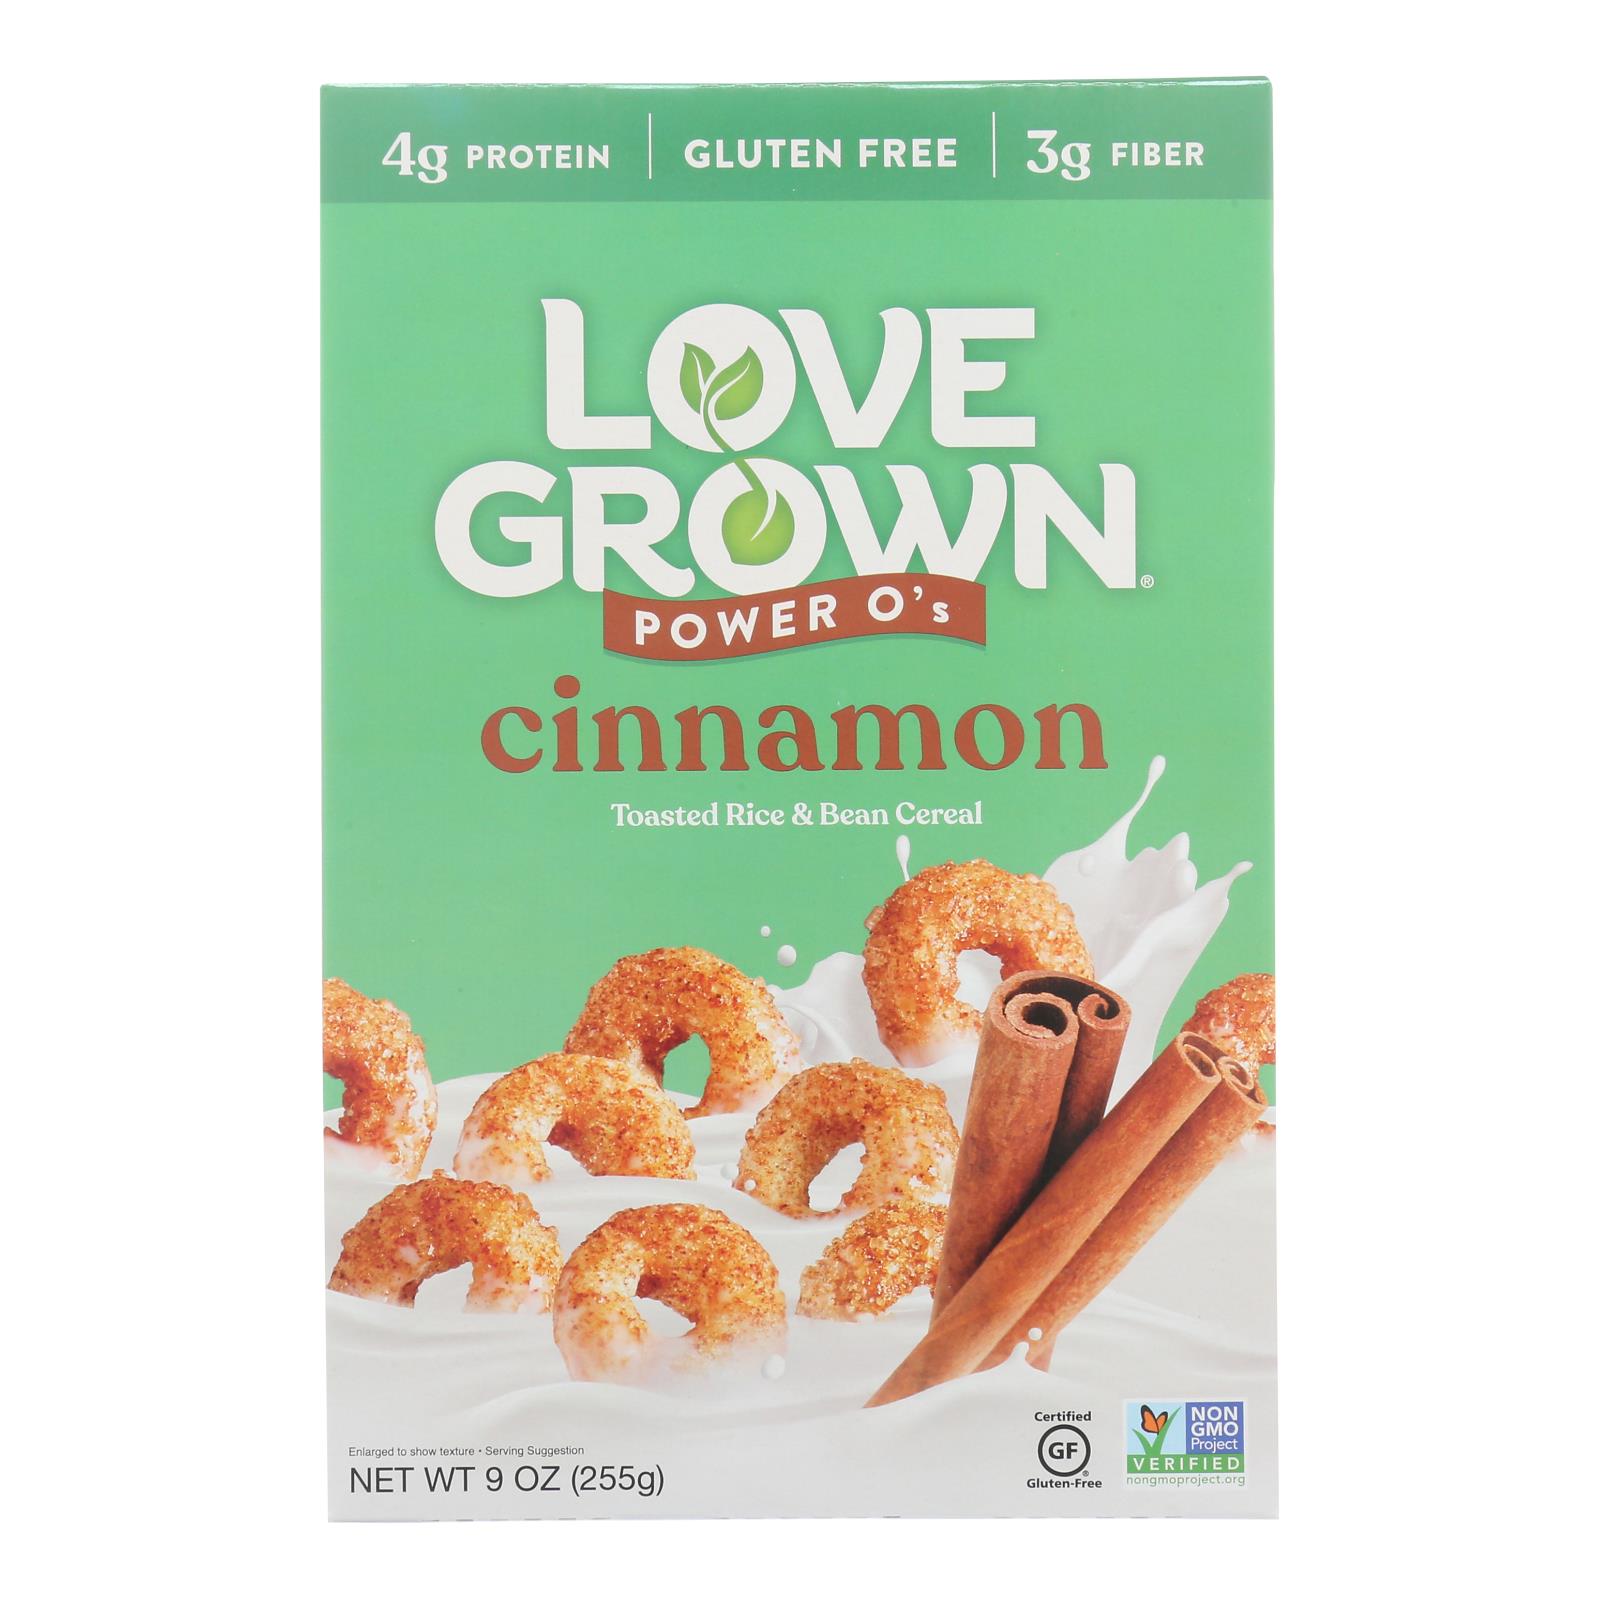 4g PROTEIN | GLUTEN FREE | 3g FIBER
LOVE
GROWN®
POWER O's
cinnamon
Toasted Rice & Bean Cereal
Enlarged to show texture • Serving Suggestion
NET WT 9 OZ (255g)
Certified
GF®
Gluten-Free
NON
GMO
Project
VERIFIED
nongmoproject.org